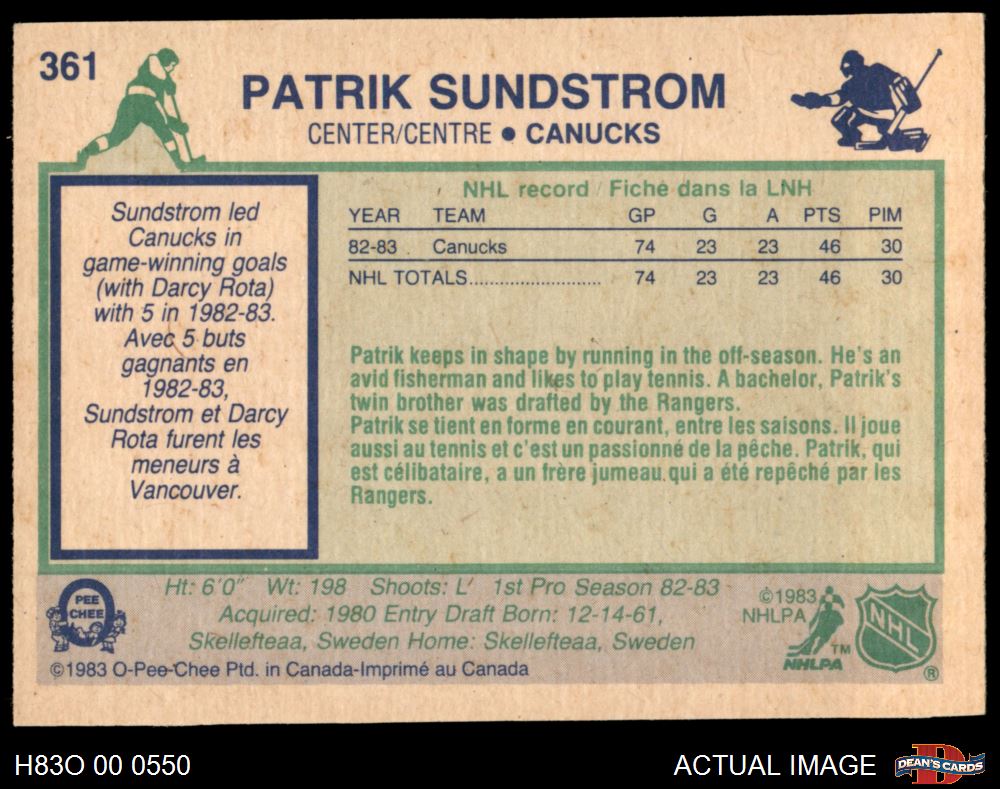 361
PATRIK SUNDSTROM
CENTER/CENTRE • CANUCKS
Sundstrom led
Canucks in
game-winning goals
(with Darcy Rota)
with 5 in 1982-83.
Avec 5 buts
gagnants en
1982-83,
Sundstrom et Darcy
Rota furent les
meneurs à
Vancouver.
NHL record / Fiche dans la LNH
YEAR TEAM GP G A PTS PIM
82-83 Canucks 74 23 23 46 30
NHL TOTALS............................ 74 23 23 46 30
Patrik keeps in shape by running in the off-season. He's an
avid fisherman and likes to play tennis. A bachelor, Patrik's
twin brother was drafted by the Rangers.
Patrik se tient en forme en courant, entre les saisons. Il joue
aussi au tennis et c'est un passionné de la pêche. Patrik, qui
est célibataire, a un frère jumeau qui a été repêché par les
Rangers.
PEE
CHEE
Ht: 6'0" Wt: 198 Shoots: L 1st Pro Season 82-83
Acquired: 1980 Entry Draft Born: 12-14-61,
Skellefteaa, Sweden Home: Skellefteaa, Sweden
©1983 O-Pee-Chee Ptd. in Canada-Imprimé au Canada
©1983
NHLPA
TM
NHLPA
NHL
®
H83O 00 0550
ACTUAL IMAGE
D
DEAN'S CARDS